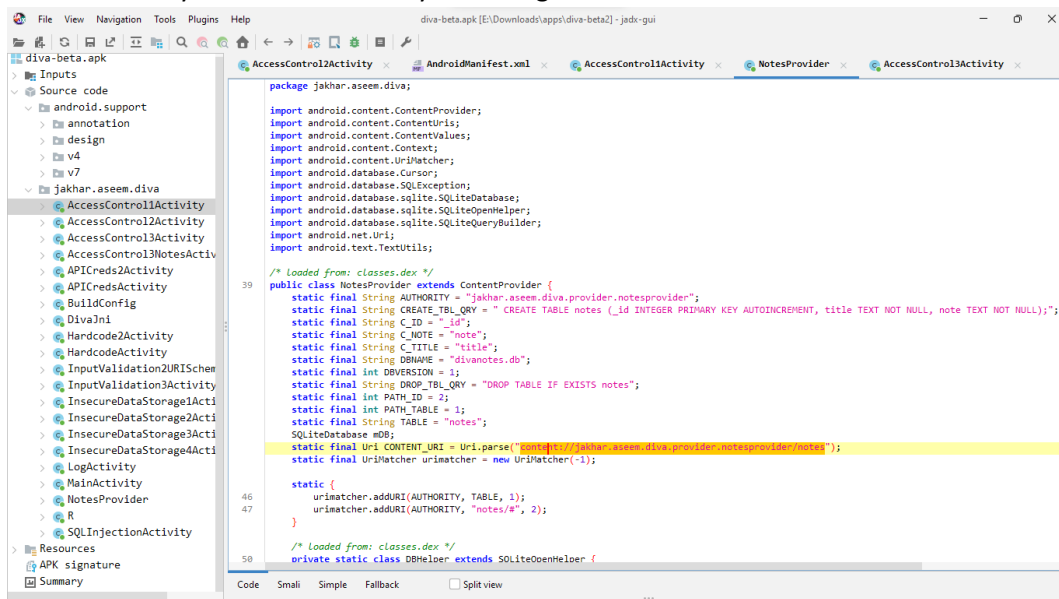 File View Navigation Tools Plugins Help diva-beta.apk [E:\Downloads\apps\diva-beta2] - jadx-gui
diva-beta.apk
Inputs
Source code
android.support
annotation
design
v4
v7
jakhar.aseem.diva
AccessControl1Activity
AccessControl2Activity
AccessControl3Activity
AccessControl3NotesActiv
APICreds2Activity
APICredsActivity
BuildConfig
DivaJni
Hardcode2Activity
HardcodeActivity
InputValidation2URISchem
InputValidation3Activity
InsecureDataStorage1Acti
InsecureDataStorage2Acti
InsecureDataStorage3Acti
InsecureDataStorage4Acti
LogActivity
MainActivity
NotesProvider
R
SQLInjectionActivity
Resources
APK signature
Summary
AccessControl2Activity AndroidManifest.xml AccessControl1Activity NotesProvider AccessControl3Activity
package jakhar.aseem.diva;
import android.content.ContentProvider;
import android.content.ContentUris;
import android.content.ContentValues;
import android.content.Context;
import android.content.UriMatcher;
import android.database.Cursor;
import android.database.SQLException;
import android.database.sqlite.SQLiteDatabase;
import android.database.sqlite.SQLiteOpenHelper;
import android.database.sqlite.SQLiteQueryBuilder;
import android.net.Uri;
import android.text.TextUtils;
/* loaded from: classes.dex */
39 public class NotesProvider extends ContentProvider {
static final String AUTHORITY = "jakhar.aseem.diva.provider.notesprovider";
static final String CREATE_TBL_QRY = " CREATE TABLE notes (_id INTEGER PRIMARY KEY AUTOINCREMENT, title TEXT NOT NULL, note TEXT NOT NULL);";
static final String C_ID = "_id";
static final String C_NOTE = "note";
static final String C_TITLE = "title";
static final String DBNAME = "divanotes.db";
static final int DBVERSION = 1;
static final String DROP_TBL_QRY = "DROP TABLE IF EXISTS notes";
static final int PATH_ID = 2;
static final int PATH_TABLE = 1;
static final String TABLE = "notes";
SQLiteDatabase mDB;
static final Uri CONTENT_URI = Uri.parse("content://jakhar.aseem.diva.provider.notesprovider/notes");
static final UriMatcher urimatcher = new UriMatcher(-1);
static {
46 urimatcher.addURI(AUTHORITY, TABLE, 1);
47 urimatcher.addURI(AUTHORITY, "notes/#", 2);
}
/* loaded from: classes.dex */
50 private static class DBHelper extends SQLiteOpenHelper {
Code Smali Simple Fallback Split view